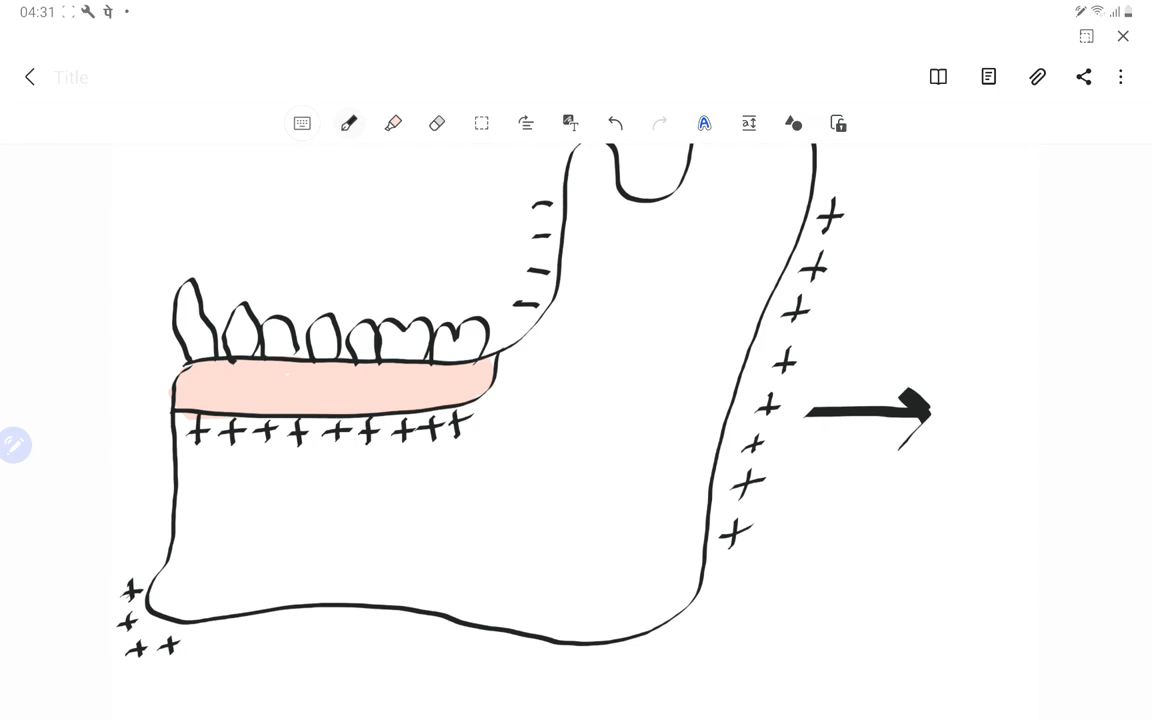 04:31 पे
Title
A
- + 
- +
- +
- +
+
+ + + + + + + + +
+
+
+
+
+
+ +